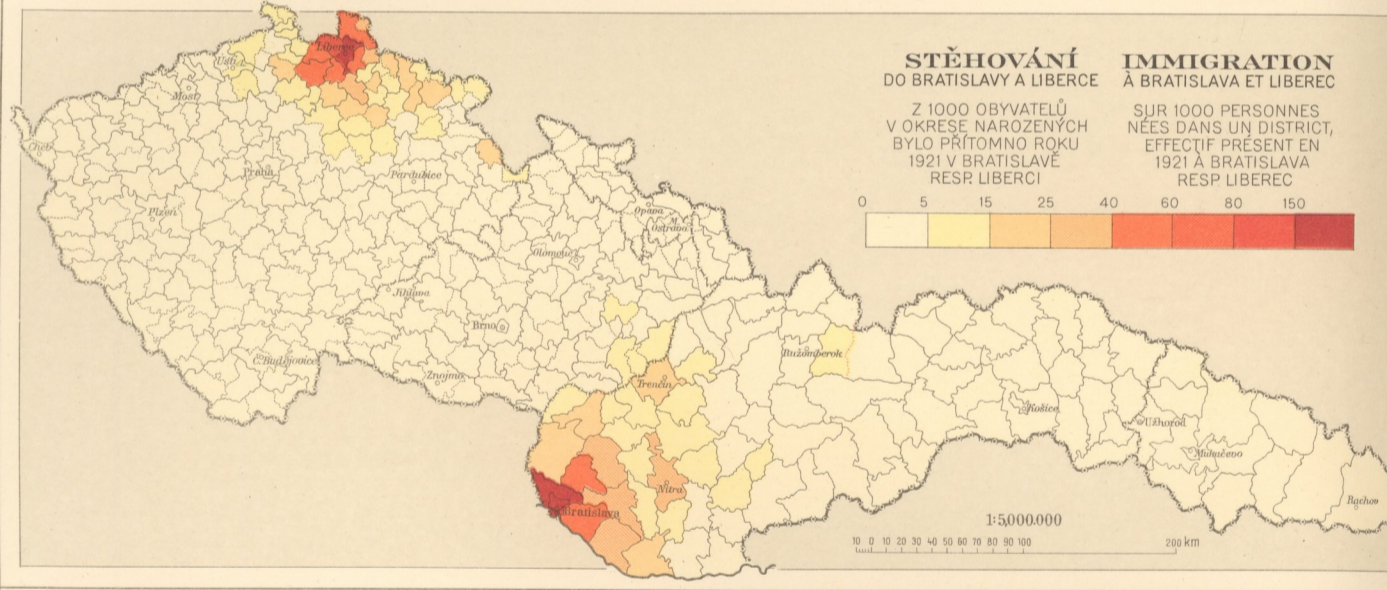 STĚHOVÁNÍ
DO BRATISLAVY A LIBERCE
Z 1000 OBYVATELŮ
V OKRESE NAROZENÝCH
BYLO PŘÍTOMNO ROKU
1921 V BRATISLAVĚ
RESP. LIBERCI
IMMIGRATION
À BRATISLAVA ET LIBEREC
SUR 1000 PERSONNES
NÉES DANS UN DISTRICT,
EFFECTIF PRÉSENT EN
1921 À BRATISLAVA
RESP. LIBEREC
0 5 15 25 40 60 80 150
Liberec
Most
Cheb
Praha
Pardubice
Plzeň
Opava
M. Ostrava
Olomouc
Jihlava
Brno
Č. Budějovice
Znojmo
Ružomberok
Trenčín
Košice
Užhorod
Mukačevo
Nitra
Rachov
Bratislava
1:5,000.000
10 0 10 20 30 40 50 60 70 80 90 100 200 km